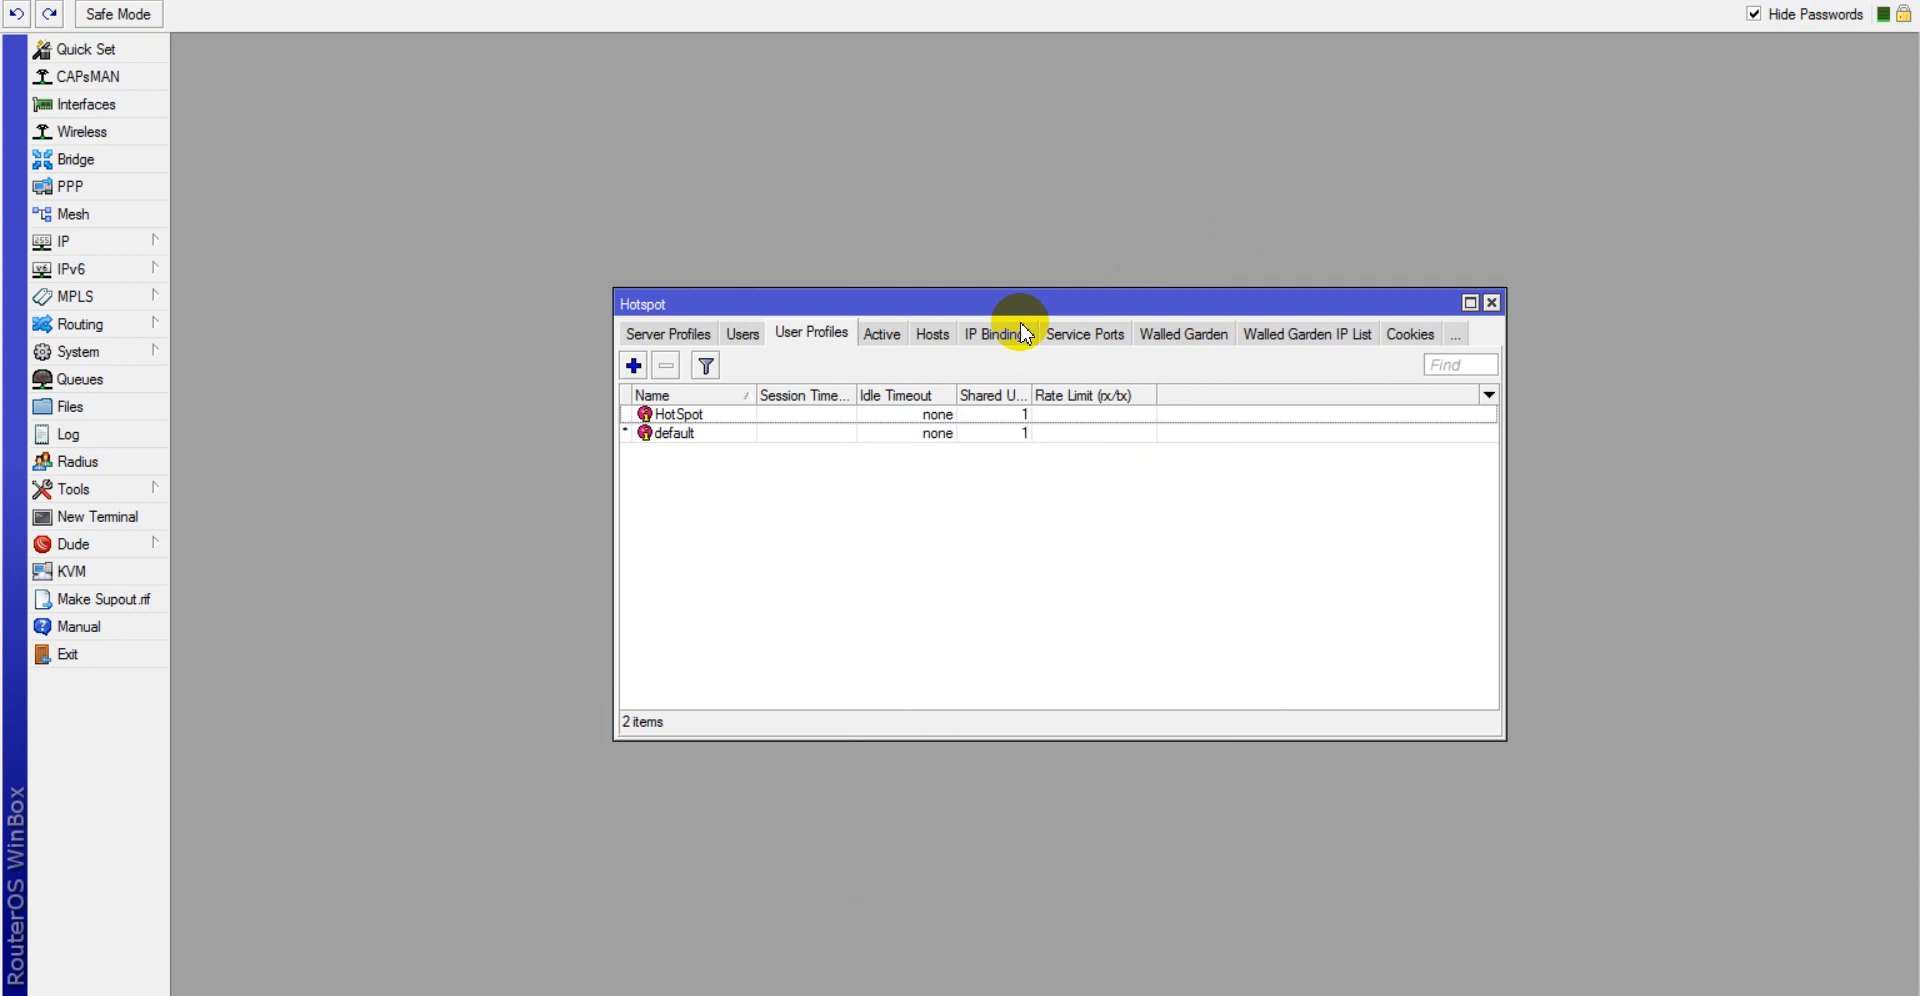 Safe Mode
Hide Passwords
Quick Set
CAPsMAN
Interfaces
Wireless
Bridge
PPP
Mesh
IP
IPv6
MPLS
Routing
System
Queues
Files
Log
Radius
Tools
New Terminal
Dude
KVM
Make Supout.rif
Manual
Exit
RouterOS WinBox
Hotspot
Server Profiles Users User Profiles Active Hosts IP Binding Service Ports Walled Garden Walled Garden IP List Cookies ...
Find
Name Session Time... Idle Timeout Shared U... Rate Limit (rx/tx)
HotSpot none 1
* default none 1
2 items